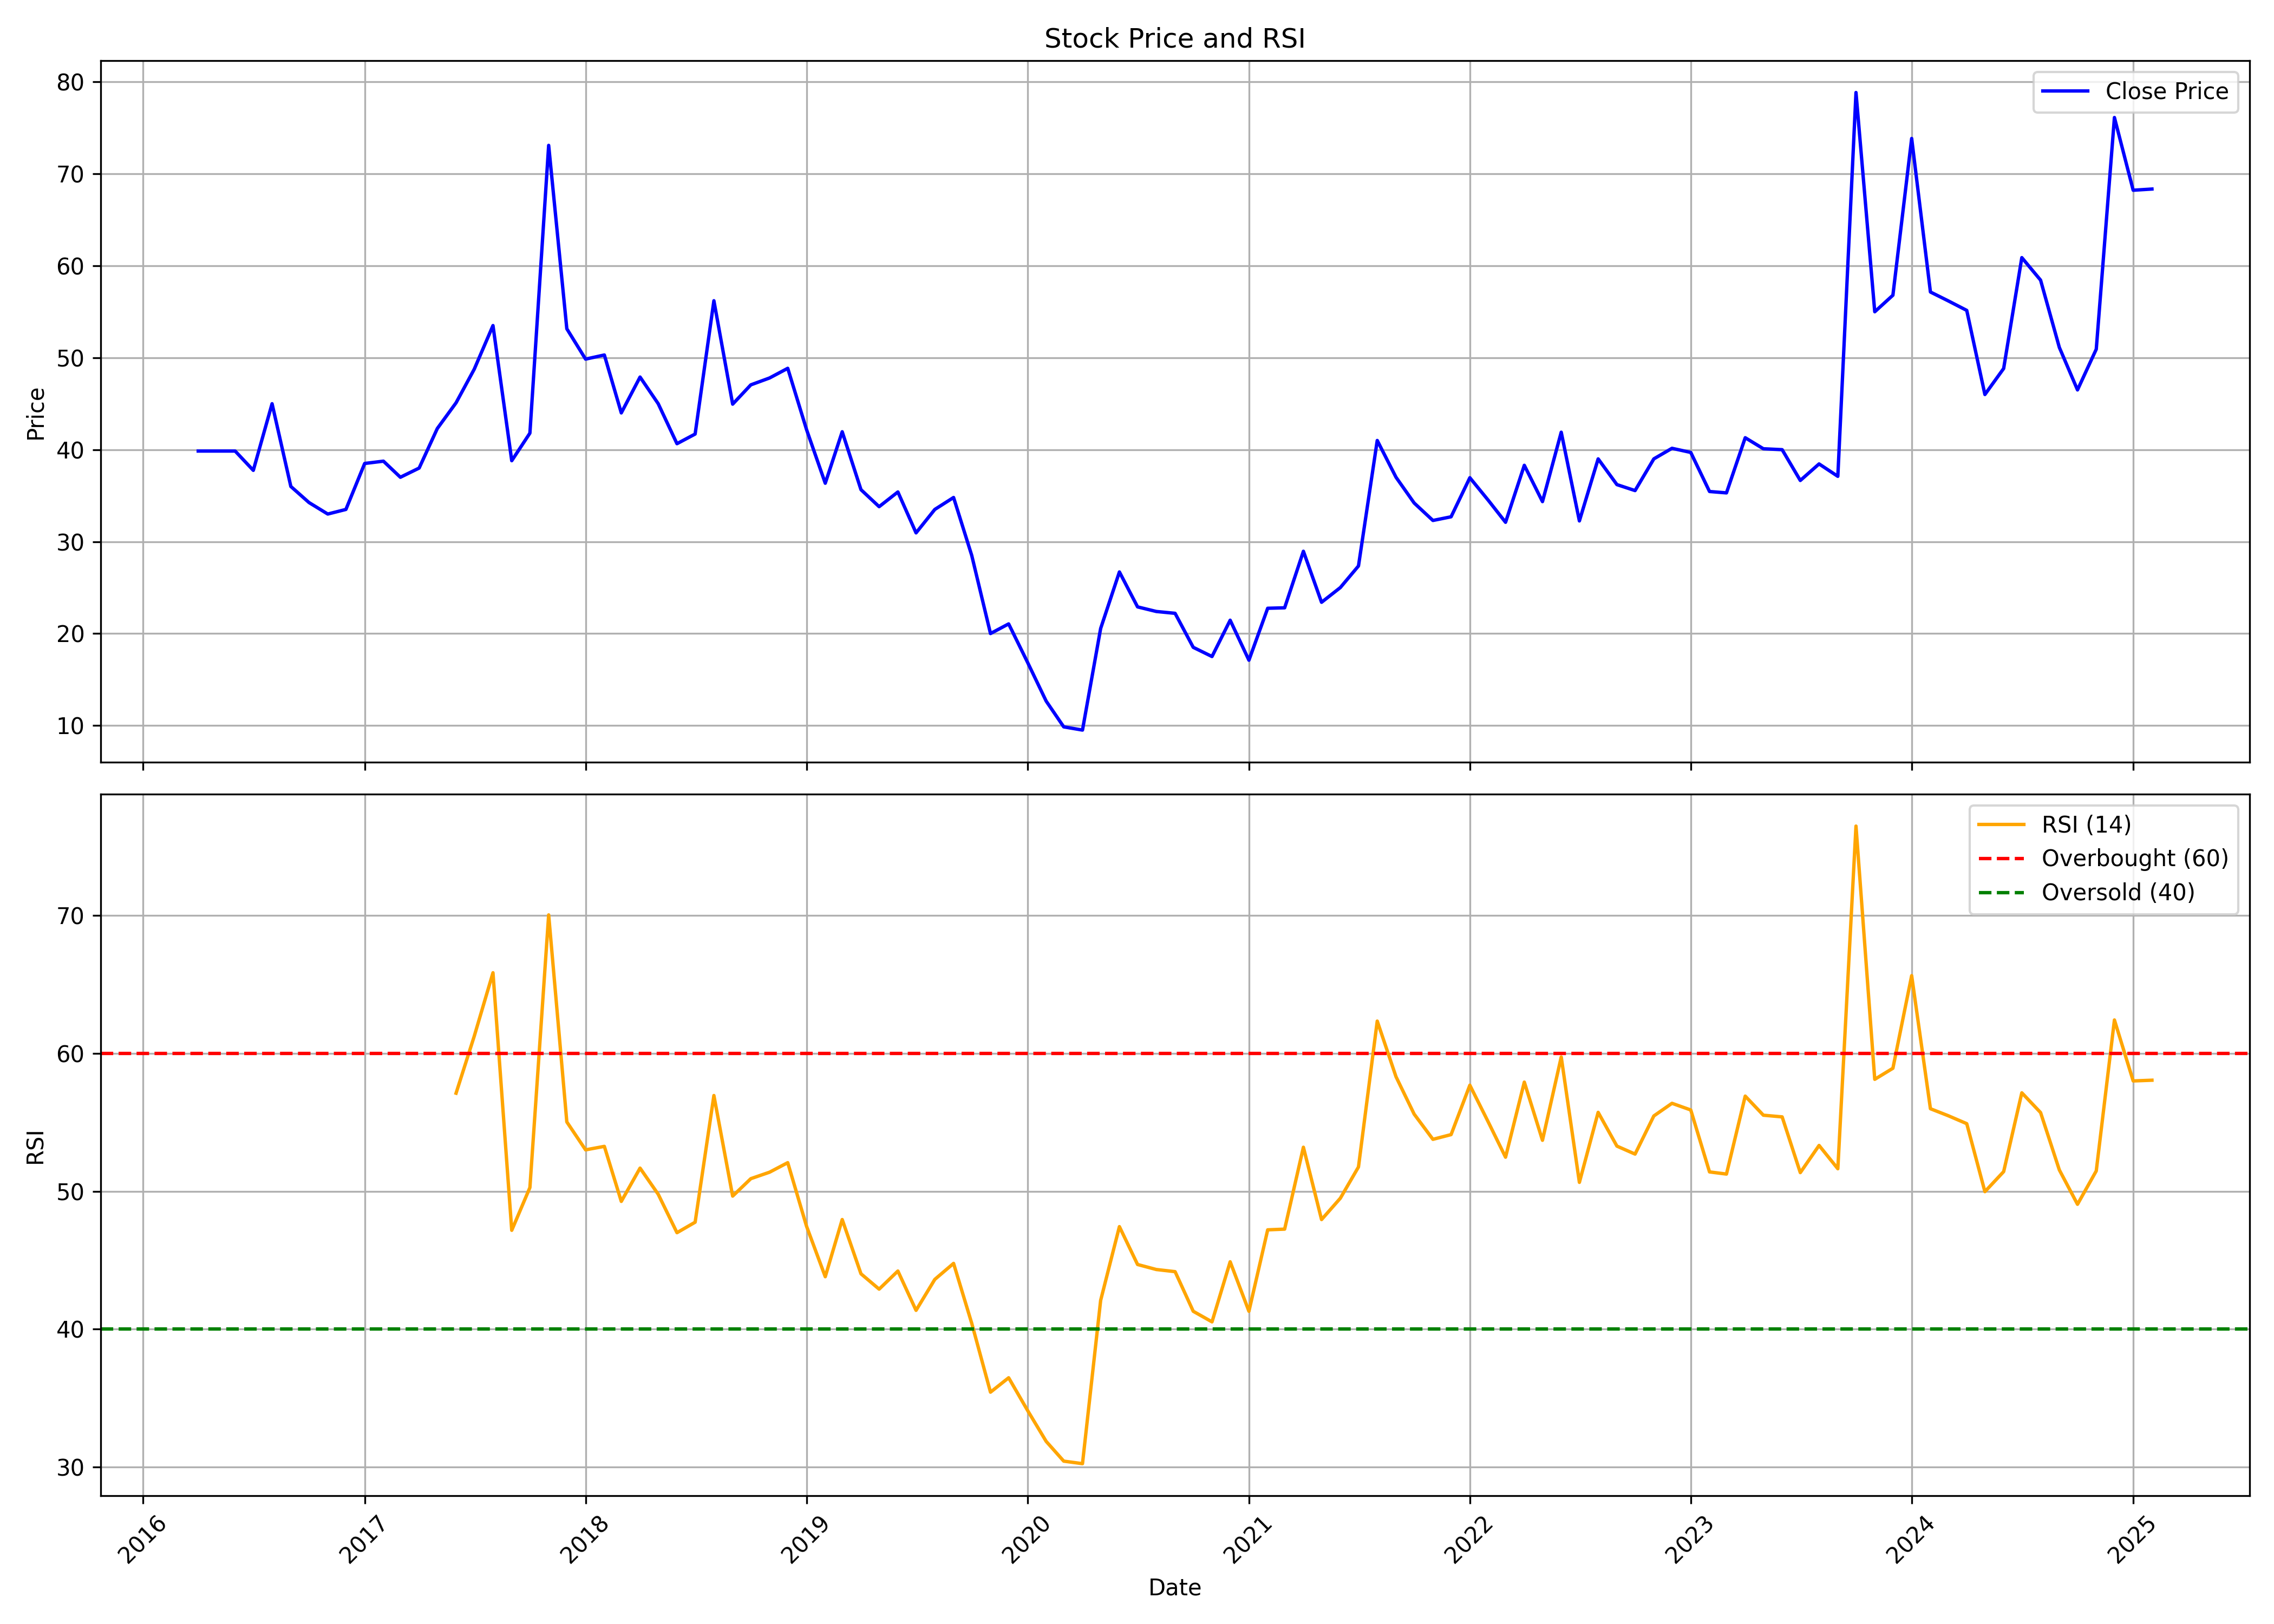 Stock Price and RSI
80
70
60
50
40
30
20
10
Price
Close Price
70
60
50
40
30
RSI
RSI (14)
Overbought (60)
Oversold (40)
2016
2017
2018
2019
2020
2021
2022
2023
2024
2025
Date